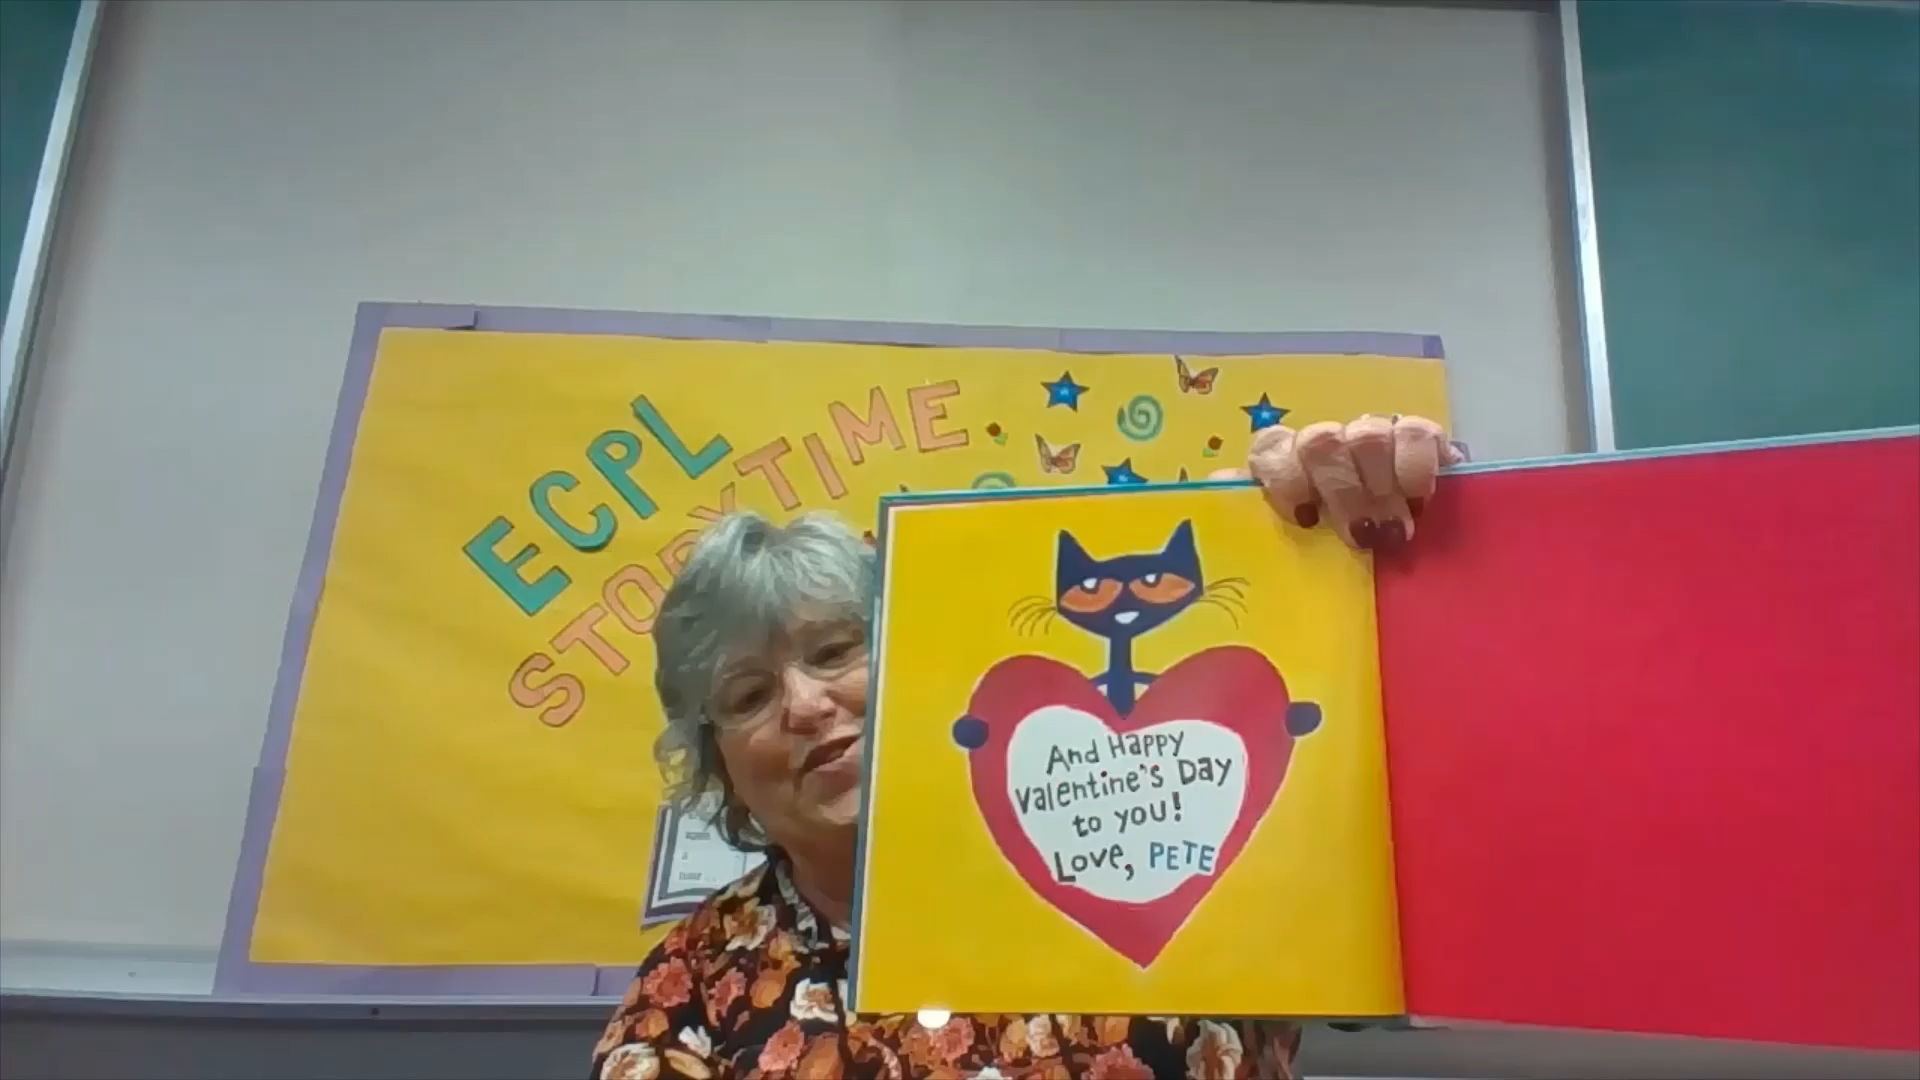 ECPL
STORYTIME
And Happy
Valentine's Day
to you!
Love, PETE